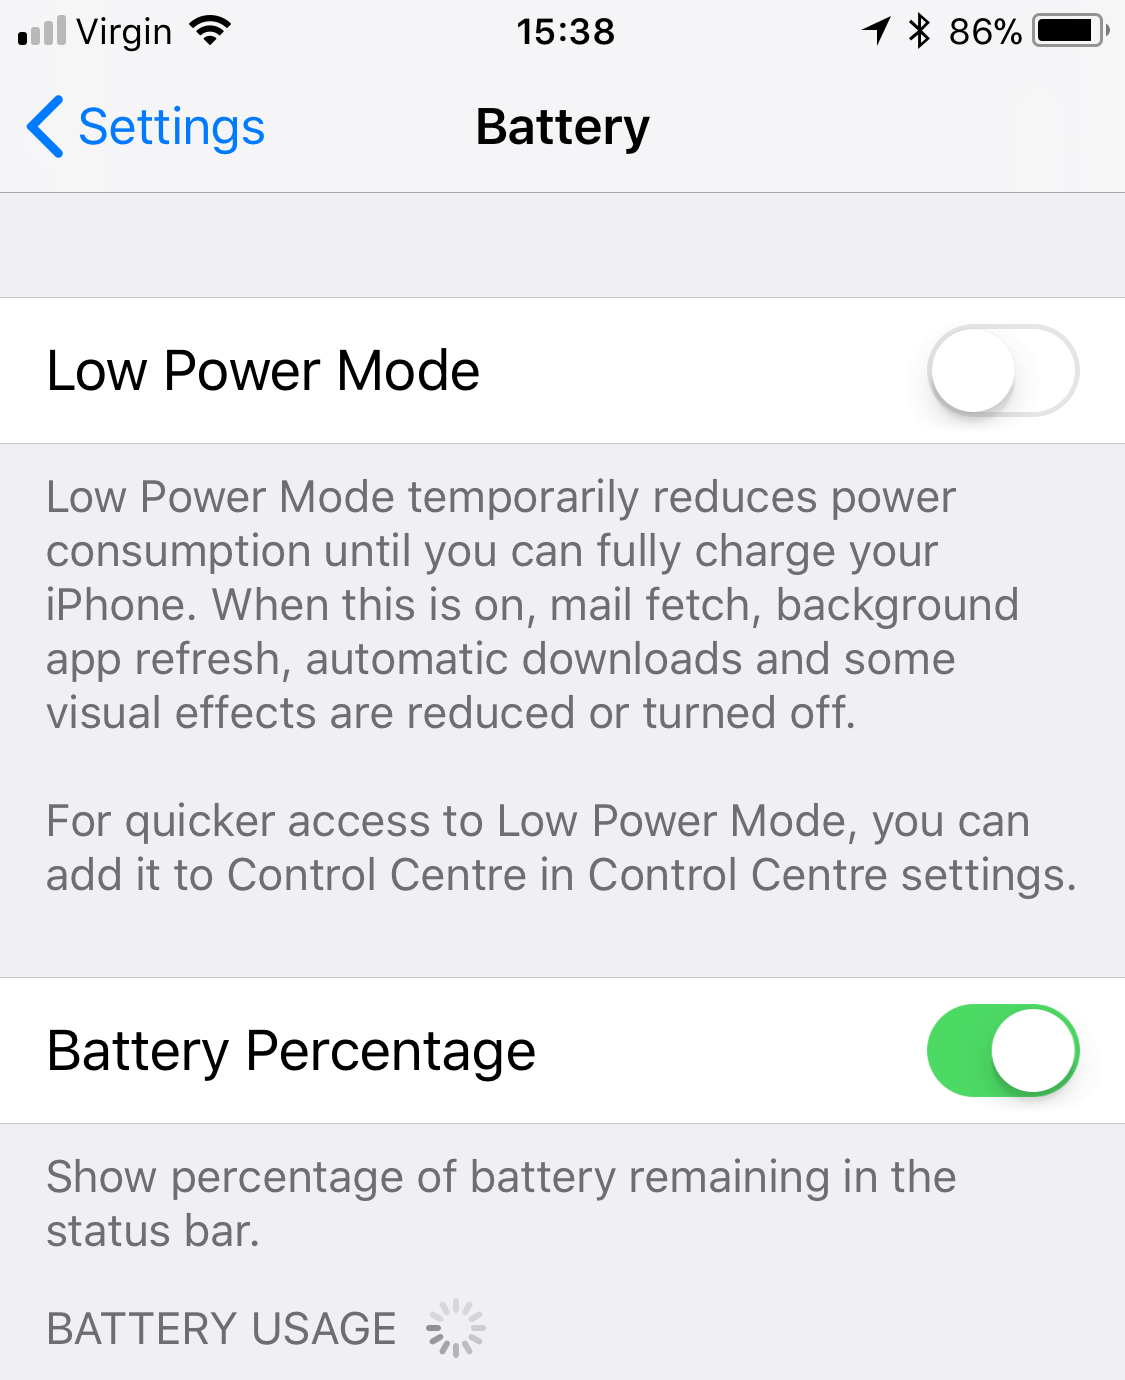 Virgin 15:38 86%
Settings Battery
Low Power Mode
Low Power Mode temporarily reduces power
consumption until you can fully charge your
iPhone. When this is on, mail fetch, background
app refresh, automatic downloads and some
visual effects are reduced or turned off.
For quicker access to Low Power Mode, you can
add it to Control Centre in Control Centre settings.
Battery Percentage
Show percentage of battery remaining in the
status bar.
BATTERY USAGE